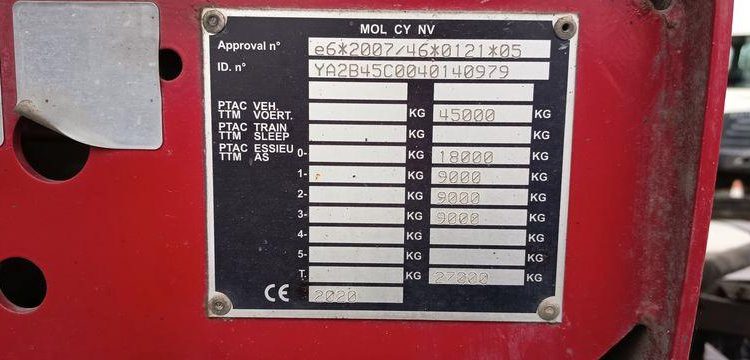 MOL CY NV
Approval n° e6*2007/46*0121*05
ID. n° YA2B45C0040140979
PTAC VEH. KG 45000 KG
TTM VOERT.
PTAC TRAIN KG KG
TTM SLEEP
PTAC ESSIEU 0- KG 18000 KG
TTM AS
1- KG 9000 KG
2- KG 9000 KG
3- KG 9000 KG
4- KG KG
5- KG KG
T. KG 27000 KG
CE 2020